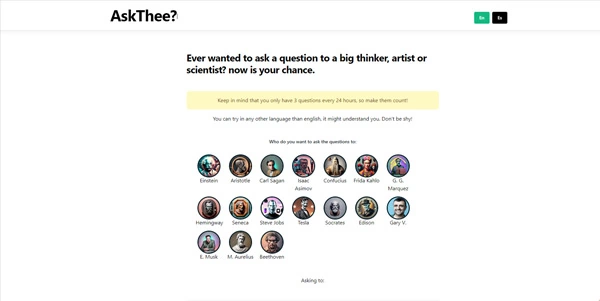 AskThee?
En Es
Ever wanted to ask a question to a big thinker, artist or
scientist? now is your chance.
Keep in mind that you only have 3 questions every 24 hours, so make them count!
You can try in any other language than english, it might understand you. Don't be shy!
Who do you want to ask the questions to:
Einstein Aristotle Carl Sagan Isaac Asimov Confucius Frida Kahlo G. G. Marquez
Hemingway Seneca Steve Jobs Tesla Socrates Edison Gary V.
E. Musk M. Aurelius Beethoven
Asking to: